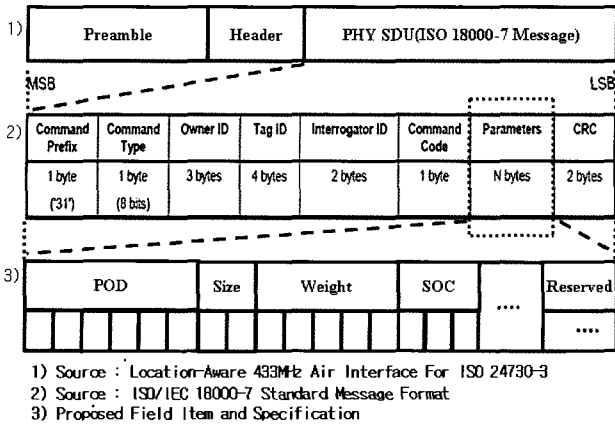 1) Preamble Header PHY SDU(ISO 18000-7 Message)
MSB LSB
2) Command Prefix Command Type Owner ID Tag ID Interrogator ID Command Code Parameters CRC
1 byte ('31') 1 byte (8 bits) 3 bytes 4 bytes 2 bytes 1 byte N bytes 2 bytes
3) POD Size Weight SOC .... Reserved
....
1) Source : Location-Aware 433MHz Air Interface For ISO 24730-3
2) Source : ISO/IEC 18000-7 Standard Message Format
3) Proposed Field Item and Specification